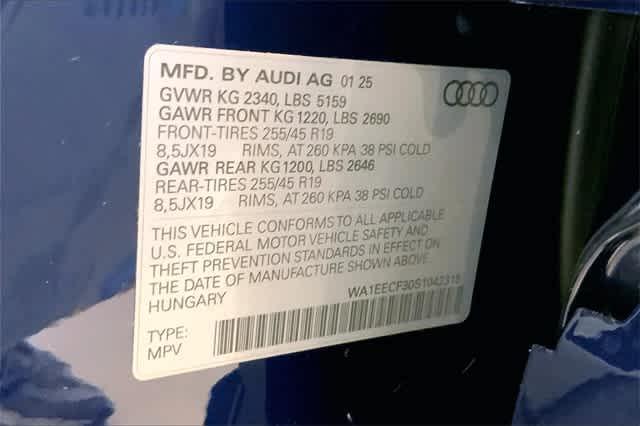 MFD. BY AUDI AG 01 25
GVWR KG 2340, LBS 5159
GAWR FRONT KG 1220, LBS 2690
FRONT-TIRES 255/45 R19
8,5JX19 RIMS, AT 260 KPA 38 PSI COLD
GAWR REAR KG 1200, LBS 2646
REAR-TIRES 255/45 R19
8,5JX19 RIMS, AT 260 KPA 38 PSI COLD
THIS VEHICLE CONFORMS TO ALL APPLICABLE
U.S. FEDERAL MOTOR VEHICLE SAFETY AND
THEFT PREVENTION STANDARDS IN EFFECT ON
THE DATE OF MANUFACTURE SHOWN ABOVE.
HUNGARY
WA1EECF30S1042315
TYPE:
MPV